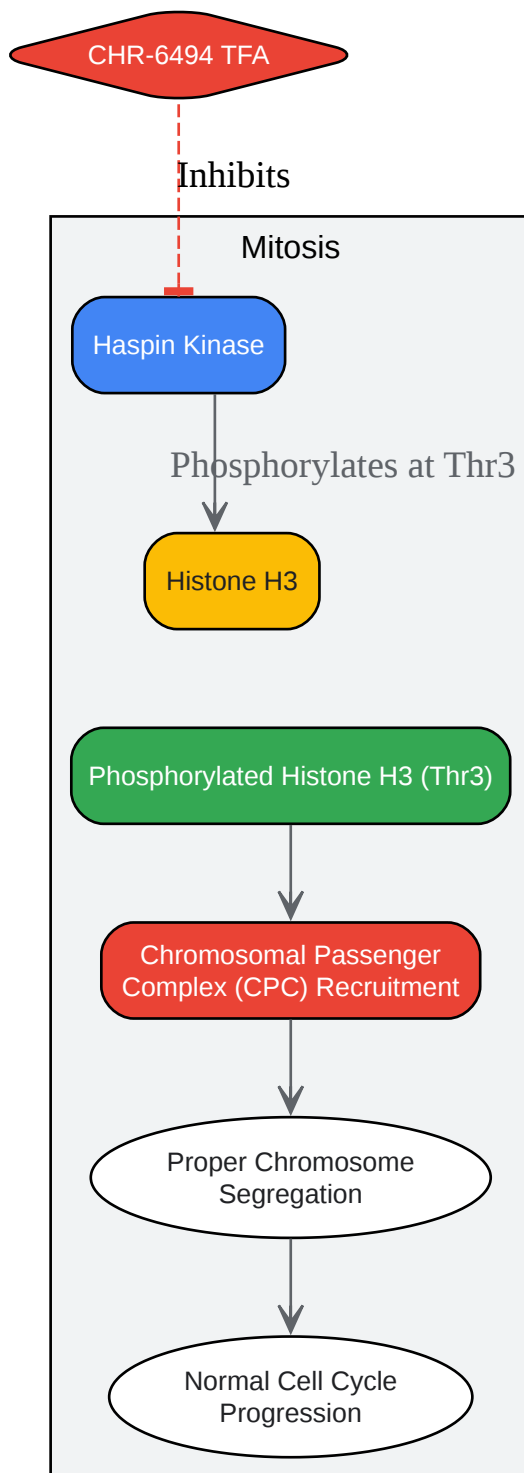 CHR-6494 TFA
Inhibits
Mitosis
Haspin Kinase
Phosphorylates at Thr3
Histone H3
Phosphorylated Histone H3 (Thr3)
Chromosomal Passenger
Complex (CPC) Recruitment
Proper Chromosome
Segregation
Normal Cell Cycle
Progression